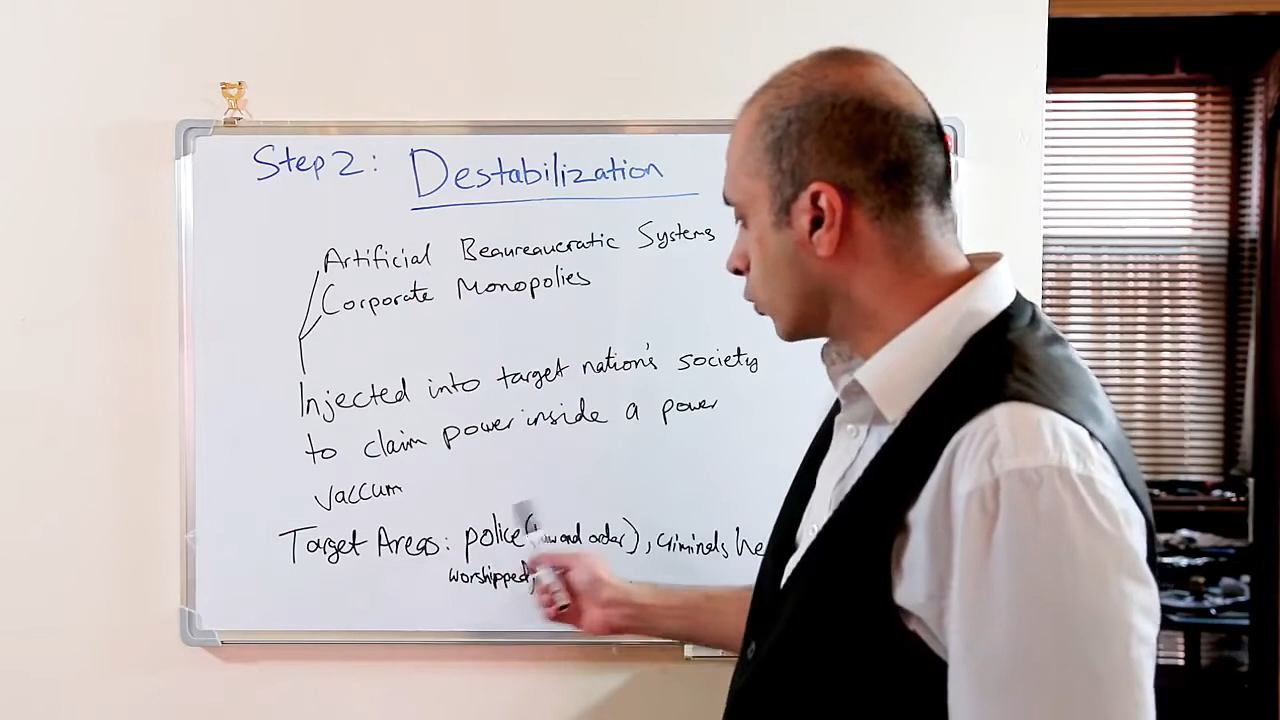 Step 2: Destabilization
Artificial Beaureaucratic Systems
Corporate Monopolies
Injected into target nation's society
to claim power inside a power
vaccum
Target Areas: police (law and order), criminals he
worshipped,